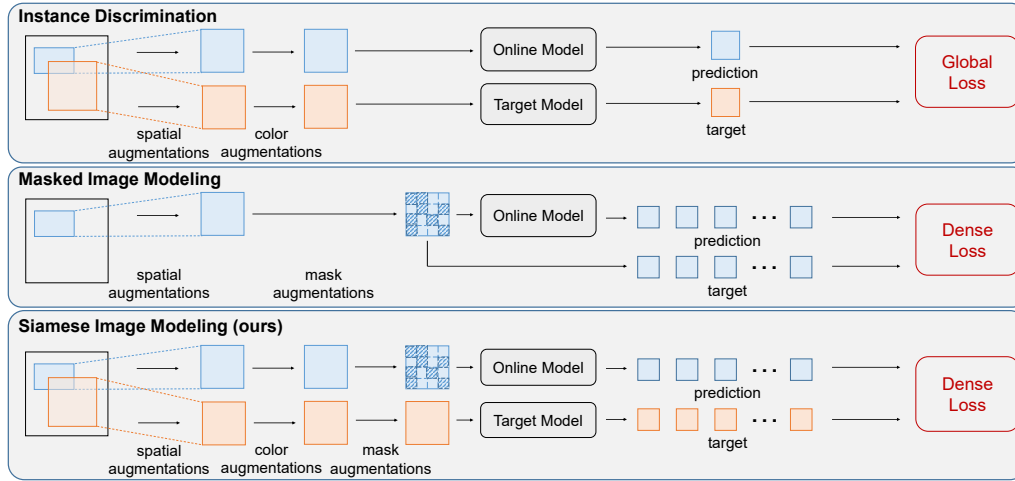 Instance Discrimination
Online Model
prediction
Global
Loss
Target Model
target
spatial
augmentations
color
augmentations
Masked Image Modeling
Online Model
prediction
Dense
Loss
target
spatial
augmentations
mask
augmentations
Siamese Image Modeling (ours)
Online Model
prediction
Dense
Loss
Target Model
target
spatial
augmentations
color
augmentations
mask
augmentations